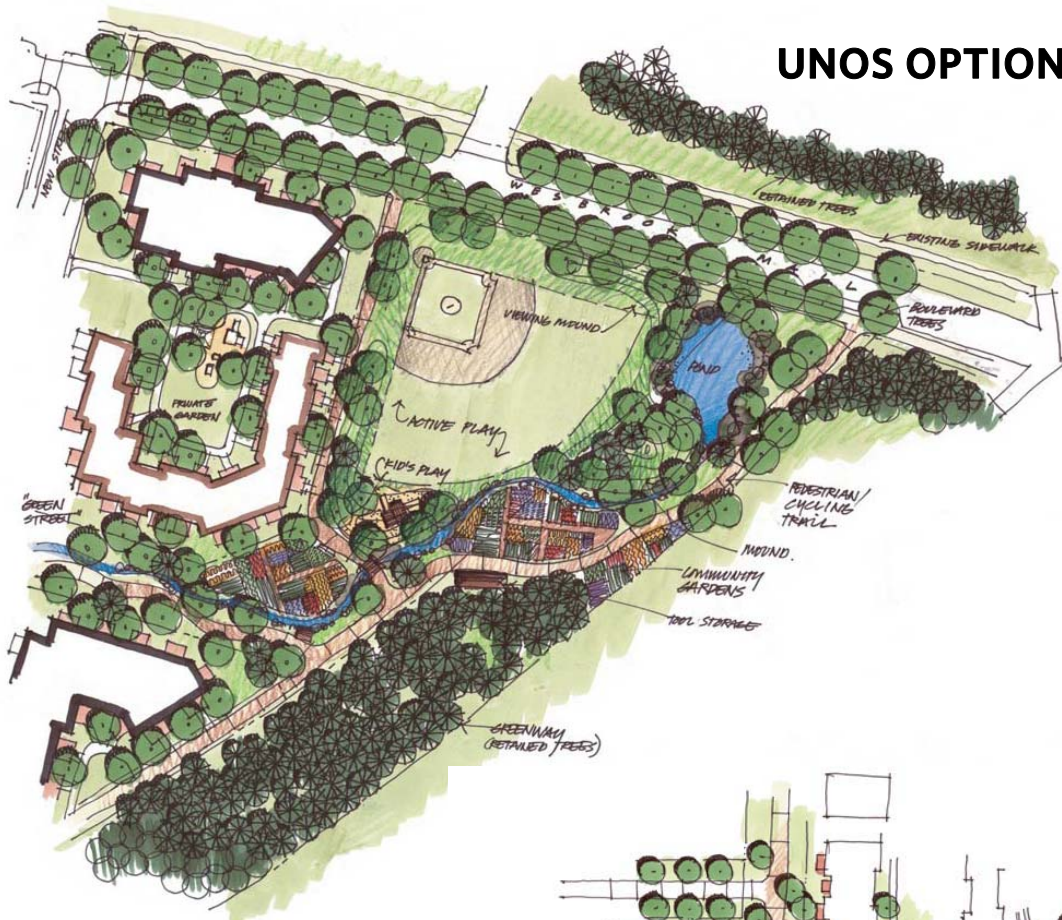 UNOS OPTION
NEW STREET
WESBROOK MALL
RETAINED TREES
EXISTING SIDEWALK
BOULEVARD
TREES
VIEWING MOUND
POND
PRIVATE
GARDEN
ACTIVE PLAY
KID'S PLAY
"GREEN
STREET
PEDESTRIAN/
CYCLING
TRAIL
MOUND.
COMMUNITY
GARDENS
TOOL STORAGE
GREENWAY
(RETAINED TREES)